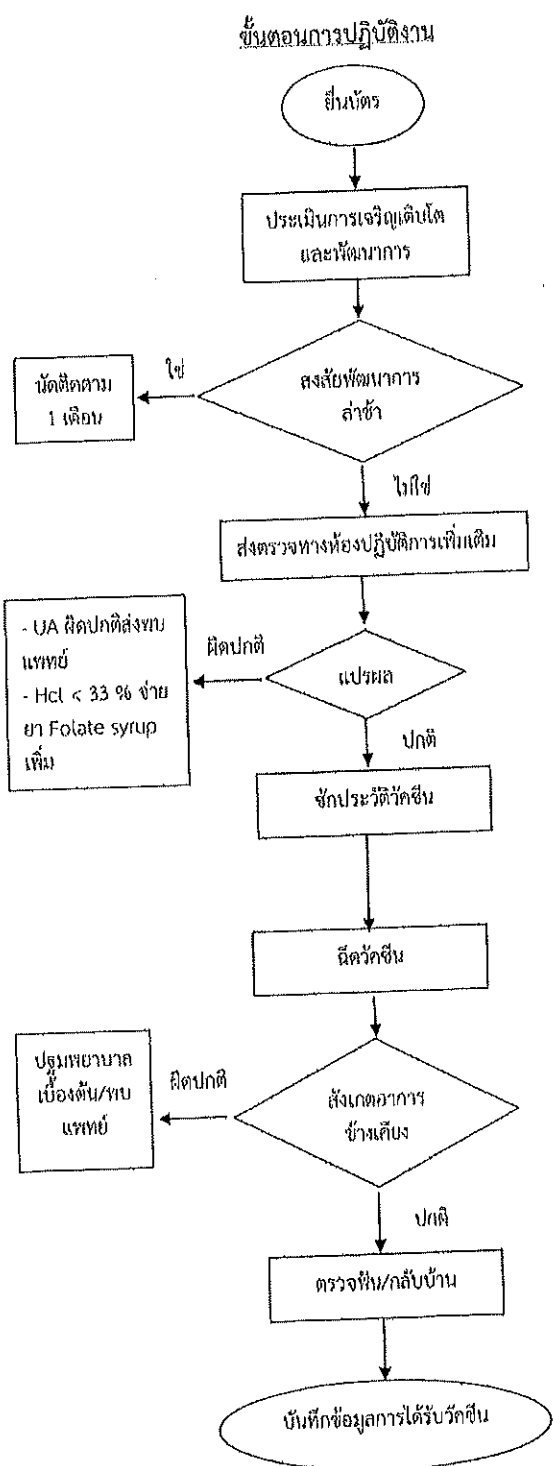 ขั้นตอนการปฏิบัติงาน
ยื่นบัตร
ประเมินการเจริญเติบโต
และพัฒนาการ
สงสัยพัฒนาการ
ล่าช้า
ใช่
นัดติดตาม
1 เดือน
ไม่ใช่
ส่งตรวจทางห้องปฏิบัติการเพิ่มเติม
แปรผล
ผิดปกติ
- UA ผิดปกติส่งพบ
แพทย์
- Hct < 33 % จ่าย
ยา Folate syrup
เพิ่ม
ปกติ
ซักประวัติวัคซีน
ฉีดวัคซีน
สังเกตอาการ
ข้างเคียง
ผิดปกติ
ปฐมพยาบาล
เบื้องต้น/พบ
แพทย์
ปกติ
ตรวจฟัน/กลับบ้าน
บันทึกข้อมูลการได้รับวัคซีน